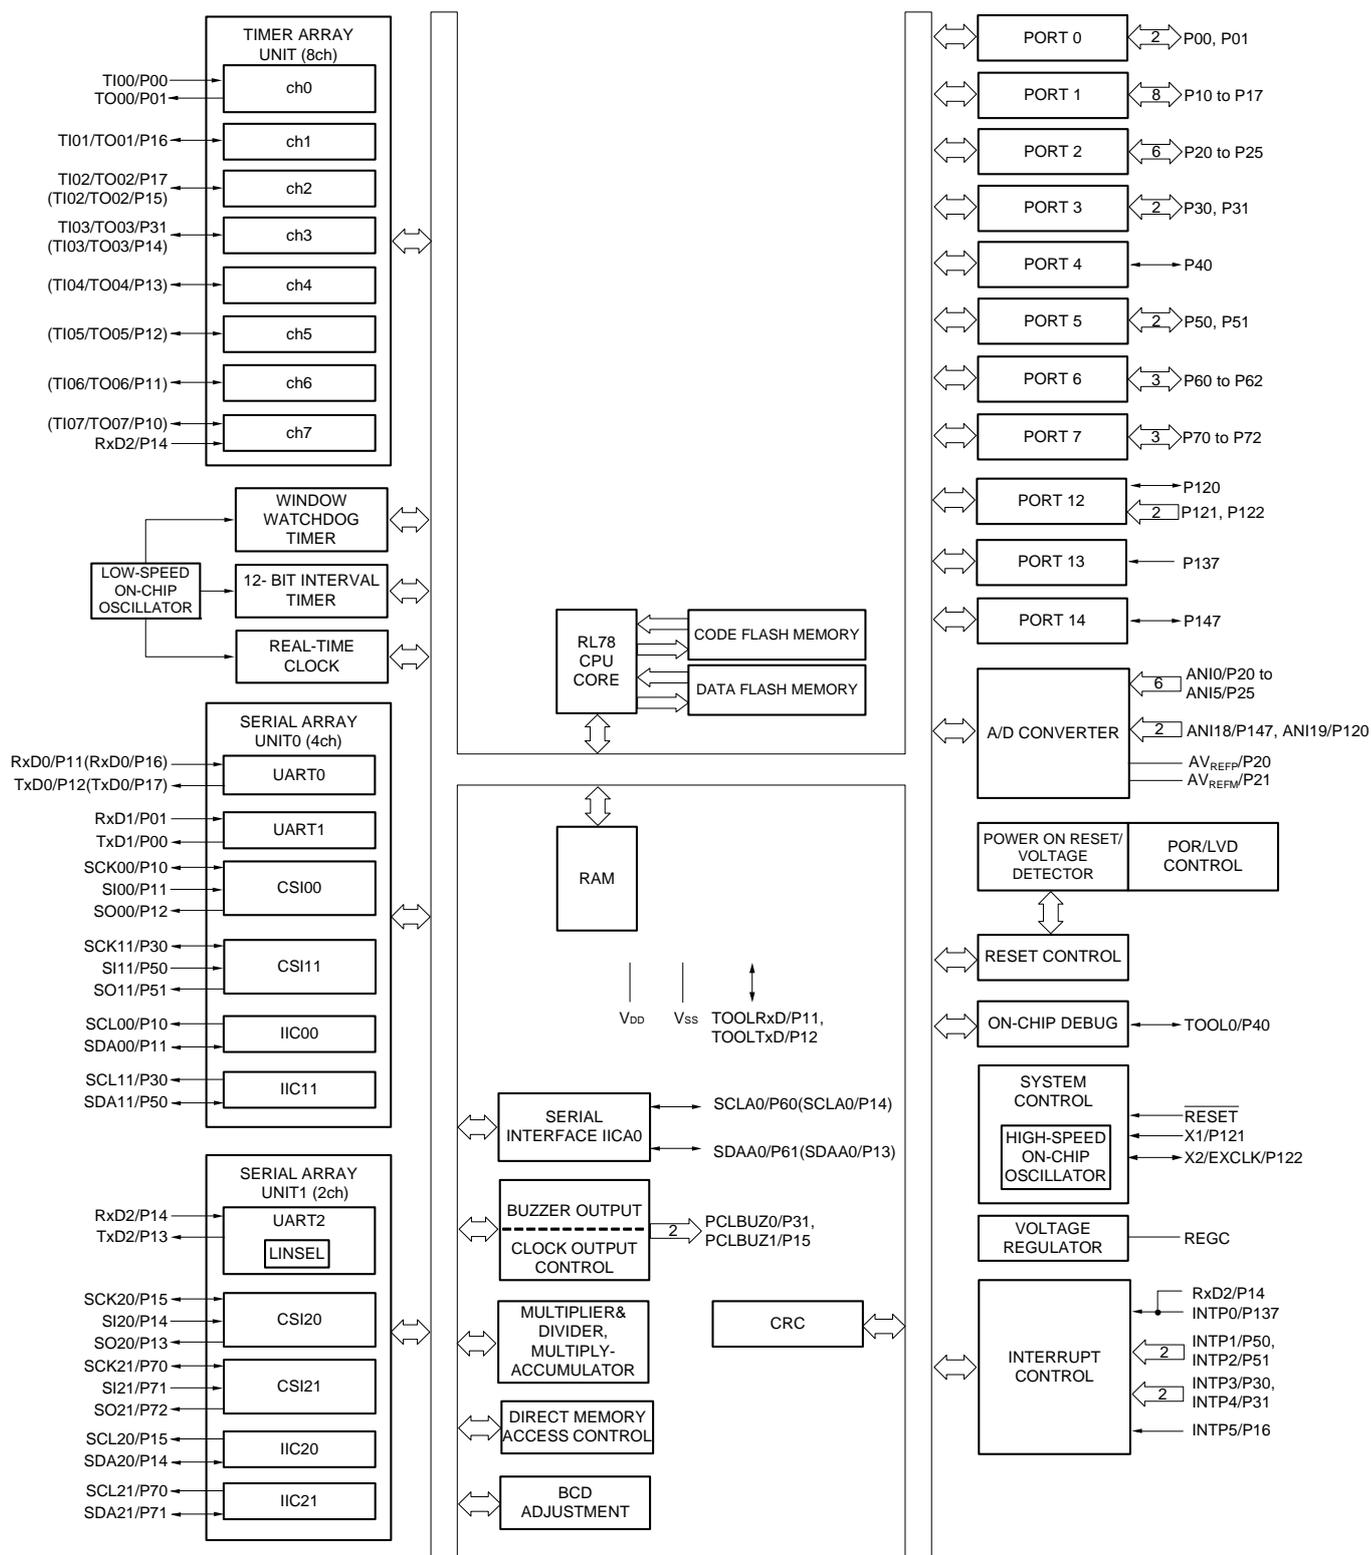 TIMER ARRAY
UNIT (8ch)
TI00/P00
TO00/P01
ch0
TI01/TO01/P16
ch1
TI02/TO02/P17
(TI02/TO02/P15)
ch2
TI03/TO03/P31
(TI03/TO03/P14)
ch3
(TI04/TO04/P13)
ch4
(TI05/TO05/P12)
ch5
(TI06/TO06/P11)
ch6
(TI07/TO07/P10)
RxD2/P14
ch7
WINDOW
WATCHDOG
TIMER
LOW-SPEED
ON-CHIP
OSCILLATOR
12- BIT INTERVAL
TIMER
REAL-TIME
CLOCK
SERIAL ARRAY
UNIT0 (4ch)
RxD0/P11(RxD0/P16)
TxD0/P12(TxD0/P17)
UART0
RxD1/P01
TxD1/P00
UART1
SCK00/P10
SI00/P11
SO00/P12
CSI00
SCK11/P30
SI11/P50
SO11/P51
CSI11
SCL00/P10
SDA00/P11
IIC00
SCL11/P30
SDA11/P50
IIC11
SERIAL ARRAY
UNIT1 (2ch)
RxD2/P14
TxD2/P13
UART2
LINSEL
SCK20/P15
SI20/P14
SO20/P13
CSI20
SCK21/P70
SI21/P71
SO21/P72
CSI21
SCL20/P15
SDA20/P14
IIC20
SCL21/P70
SDA21/P71
IIC21
RL78
CPU
CORE
CODE FLASH MEMORY
DATA FLASH MEMORY
RAM
VDD
VSS
TOOLRxD/P11,
TOOLTxD/P12
SERIAL
INTERFACE IICA0
SCLA0/P60(SCLA0/P14)
SDAA0/P61(SDAA0/P13)
BUZZER OUTPUT
CLOCK OUTPUT
CONTROL
2
PCLBUZ0/P31,
PCLBUZ1/P15
MULTIPLIER&
DIVIDER,
MULTIPLY-
ACCUMULATOR
CRC
DIRECT MEMORY
ACCESS CONTROL
BCD
ADJUSTMENT
PORT 0
2
P00, P01
PORT 1
8
P10 to P17
PORT 2
6
P20 to P25
PORT 3
2
P30, P31
PORT 4
P40
PORT 5
2
P50, P51
PORT 6
3
P60 to P62
PORT 7
3
P70 to P72
PORT 12
P120
2
P121, P122
PORT 13
P137
PORT 14
P147
A/D CONVERTER
6
ANI0/P20 to
ANI5/P25
2
ANI18/P147, ANI19/P120
AVREFP/P20
AVREFM/P21
POWER ON RESET/
VOLTAGE
DETECTOR
POR/LVD
CONTROL
RESET CONTROL
ON-CHIP DEBUG
TOOL0/P40
SYSTEM
CONTROL
HIGH-SPEED
ON-CHIP
OSCILLATOR
RESET
X1/P121
X2/EXCLK/P122
VOLTAGE
REGULATOR
REGC
INTERRUPT
CONTROL
RxD2/P14
INTP0/P137
2
INTP1/P50,
INTP2/P51
2
INTP3/P30,
INTP4/P31
INTP5/P16